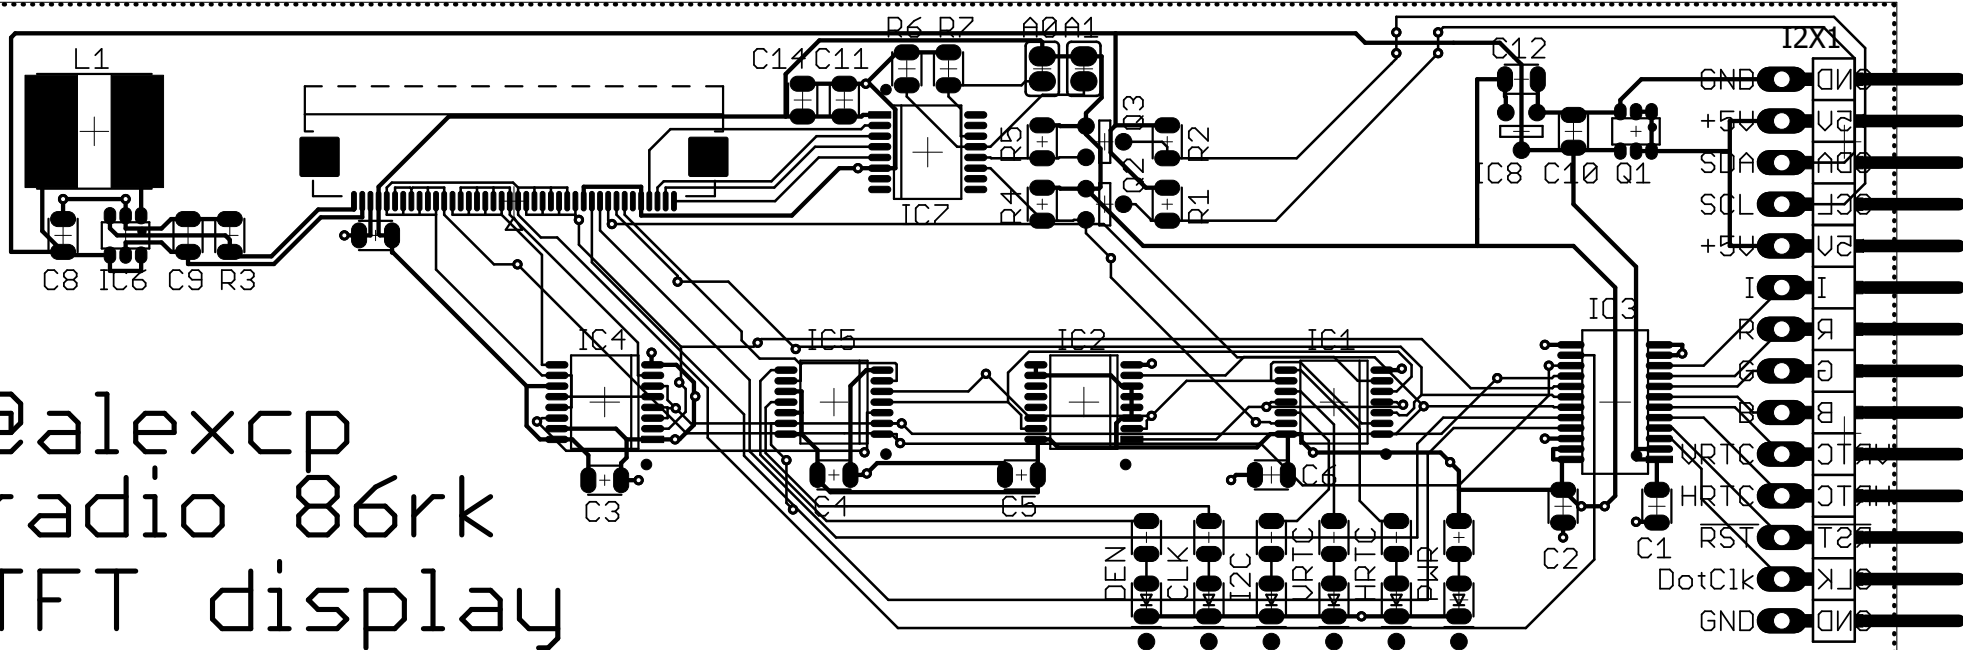 R6 R7 A0 A1
I2X1
L1
C14 C11
C12
GND GND
+5V 5V
R5 Q3 R2
SDA SDA
IC8 C10 Q1
IC7
R4 Q2 R1
SCL SCL
+5V 5V
C8 IC6 C9 R3
I I
IC3
R R
IC4 IC5 IC2 IC1
G G
B B
@alexcp
VRTC VRTC
C4 C5 C6
HRTC HRTC
radio 86rk
C3
RST RST
C2 C1
DEN CLK I2C VRTC HRTC PWR
DotClk CLK
TFT display
GND GND